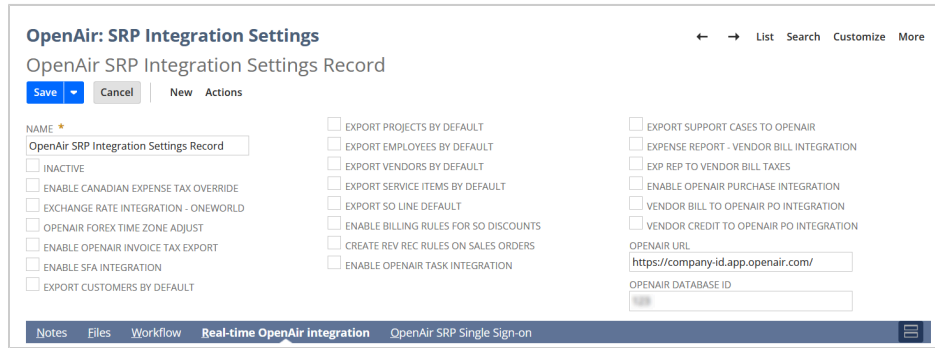 OpenAir: SRP Integration Settings
← → List Search Customize More
OpenAir SRP Integration Settings Record
Save Cancel New Actions
NAME *
OpenAir SRP Integration Settings Record
INACTIVE
ENABLE CANADIAN EXPENSE TAX OVERRIDE
EXCHANGE RATE INTEGRATION - ONEWORLD
OPENAIR FOREX TIME ZONE ADJUST
ENABLE OPENAIR INVOICE TAX EXPORT
ENABLE SFA INTEGRATION
EXPORT CUSTOMERS BY DEFAULT
EXPORT PROJECTS BY DEFAULT
EXPORT EMPLOYEES BY DEFAULT
EXPORT VENDORS BY DEFAULT
EXPORT SERVICE ITEMS BY DEFAULT
EXPORT SO LINE DEFAULT
ENABLE BILLING RULES FOR SO DISCOUNTS
CREATE REV REC RULES ON SALES ORDERS
ENABLE OPENAIR TASK INTEGRATION
EXPORT SUPPORT CASES TO OPENAIR
EXPENSE REPORT - VENDOR BILL INTEGRATION
EXP REP TO VENDOR BILL TAXES
ENABLE OPENAIR PURCHASE INTEGRATION
VENDOR BILL TO OPENAIR PO INTEGRATION
VENDOR CREDIT TO OPENAIR PO INTEGRATION
OPENAIR URL
https://company-id.app.openair.com/
OPENAIR DATABASE ID
Notes Files Workflow Real-time OpenAir integration OpenAir SRP Single Sign-on